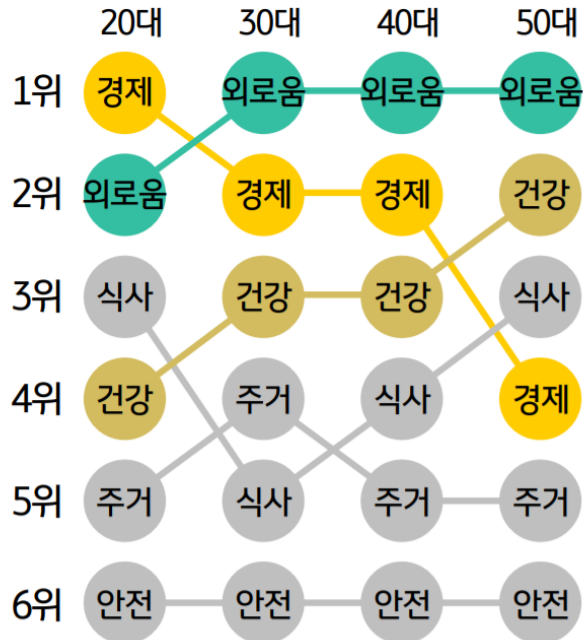 20대 30대 40대 50대
1위 경제 외로움 외로움 외로움
2위 외로움 경제 경제 건강
3위 식사 건강 건강 식사
4위 건강 주거 식사 경제
5위 주거 식사 주거 주거
6위 안전 안전 안전 안전